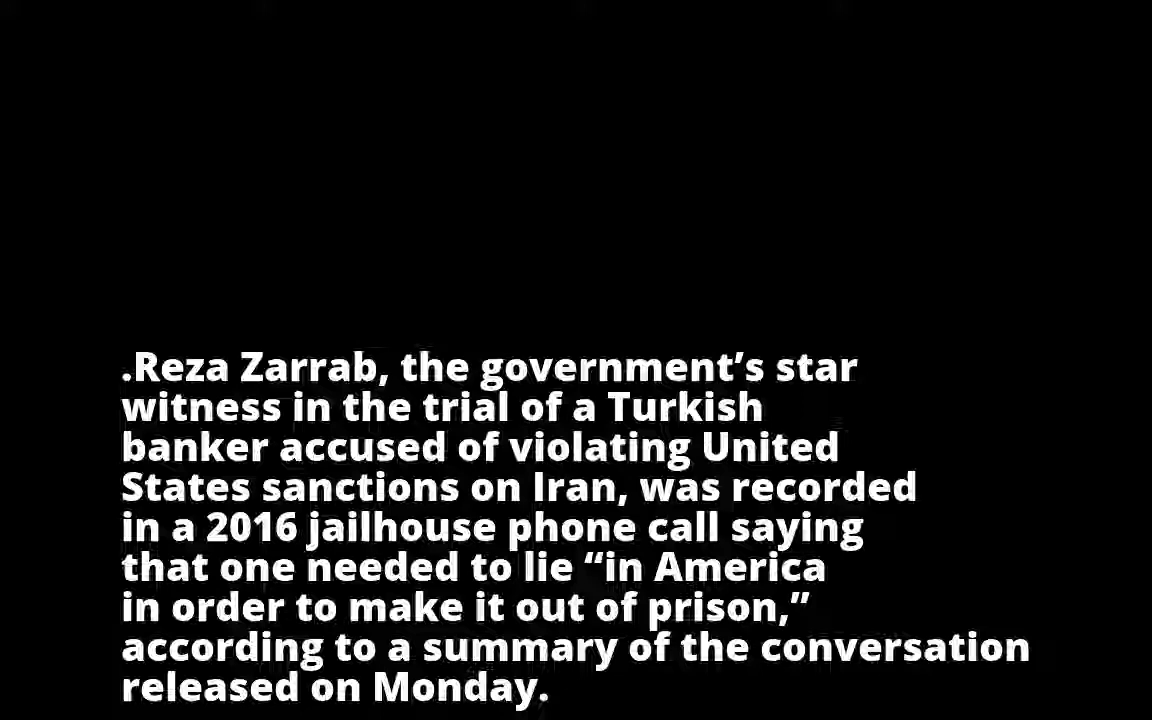 .Reza Zarrab, the government’s star
witness in the trial of a Turkish
banker accused of violating United
States sanctions on Iran, was recorded
in a 2016 jailhouse phone call saying
that one needed to lie “in America
in order to make it out of prison,”
according to a summary of the conversation
released on Monday.